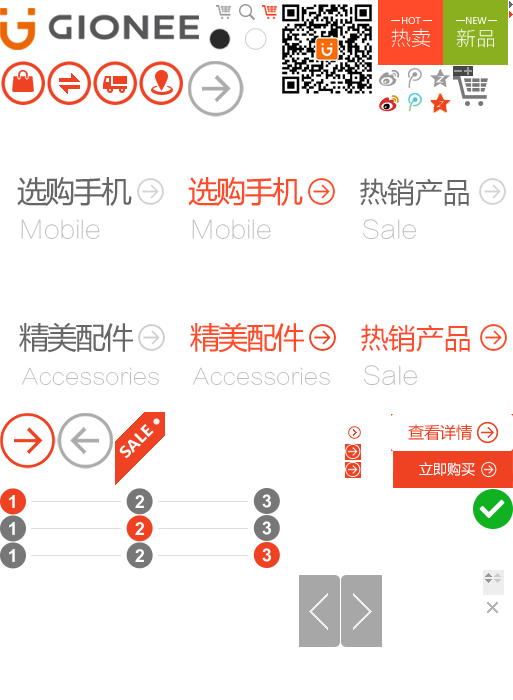 GIONEE
HOT
热卖
NEW
新品
选购手机
Mobile
选购手机
Mobile
热销产品
Sale
精美配件
Accessories
精美配件
Accessories
热销产品
Sale
SALE
查看详情
立即购买
1 2 3
1 2 3
1 2 3